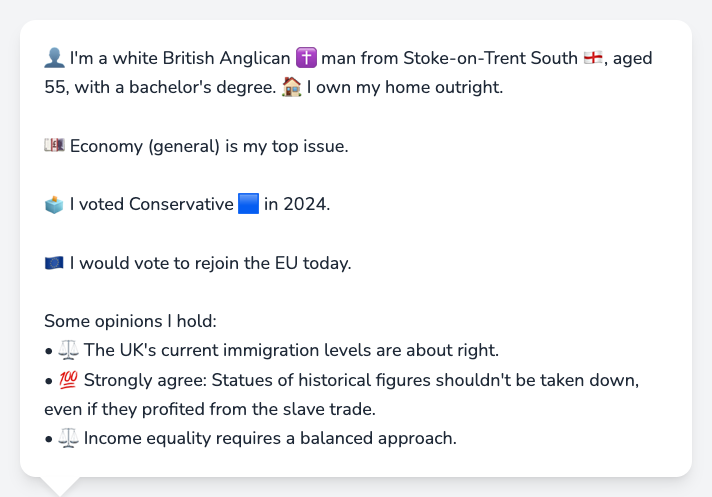 👤 I'm a white British Anglican ✝️ man from Stoke-on-Trent South 🏴󠁧󠁢󠁥󠁮󠁧󠁿, aged
55, with a bachelor's degree. 🏠 I own my home outright.
💷 Economy (general) is my top issue.
🗳️ I voted Conservative 🟦 in 2024.
🇪🇺 I would vote to rejoin the EU today.
Some opinions I hold:
• ⚖️ The UK's current immigration levels are about right.
• 💯 Strongly agree: Statues of historical figures shouldn't be taken down,
even if they profited from the slave trade.
• ⚖️ Income equality requires a balanced approach.